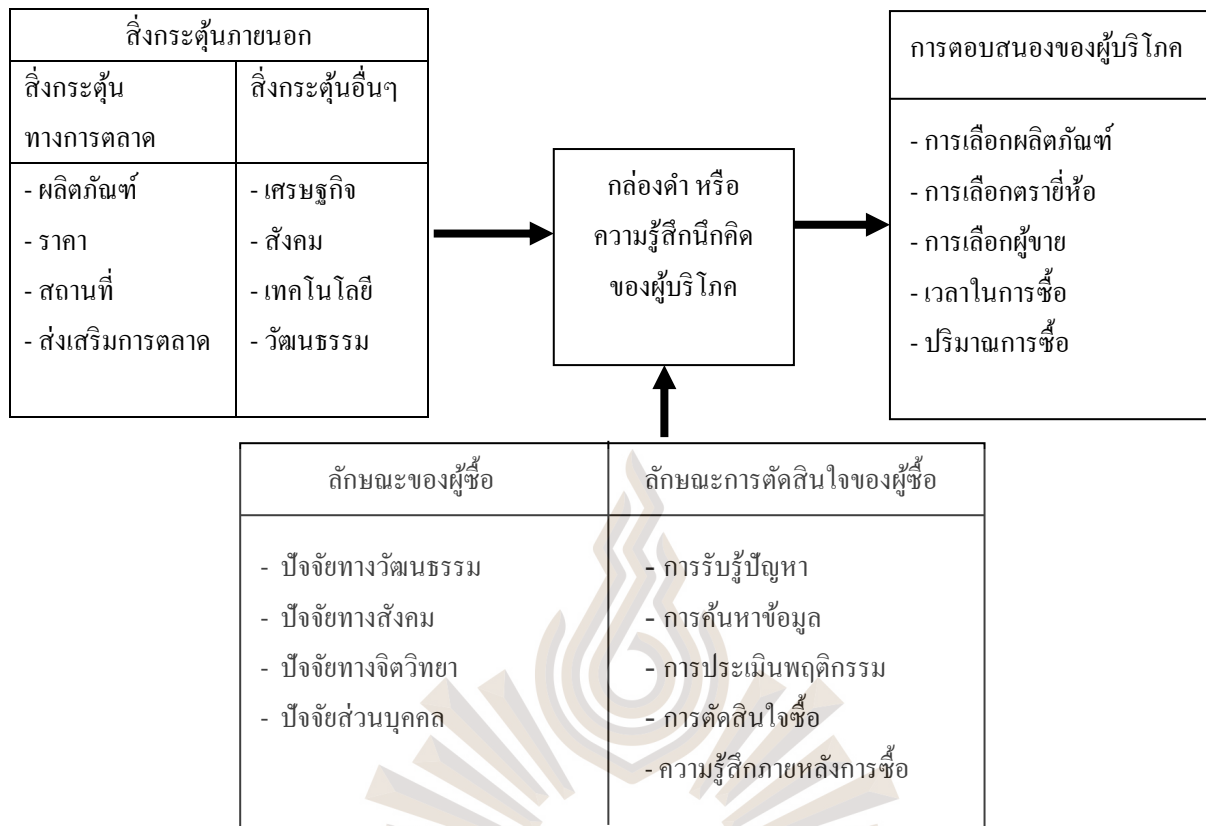 สิ่งกระตุ้นภายนอก
สิ่งกระตุ้น
ทางการตลาด
สิ่งกระตุ้นอื่นๆ
- ผลิตภัณฑ์
- ราคา
- สถานที่
- ส่งเสริมการตลาด
- เศรษฐกิจ
- สังคม
- เทคโนโลยี
- วัฒนธรรม
กล่องดำ หรือ
ความรู้สึกนึกคิด
ของผู้บริโภค
การตอบสนองของผู้บริโภค
- การเลือกผลิตภัณฑ์
- การเลือกตรายี่ห้อ
- การเลือกผู้ขาย
- เวลาในการซื้อ
- ปริมาณการซื้อ
ลักษณะของผู้ซื้อ
- ปัจจัยทางวัฒนธรรม
- ปัจจัยทางสังคม
- ปัจจัยทางจิตวิทยา
- ปัจจัยส่วนบุคคล
ลักษณะการตัดสินใจของผู้ซื้อ
- การรับรู้ปัญหา
- การค้นหาข้อมูล
- การประเมินพฤติกรรม
- การตัดสินใจซื้อ
- ความรู้สึกภายหลังการซื้อ